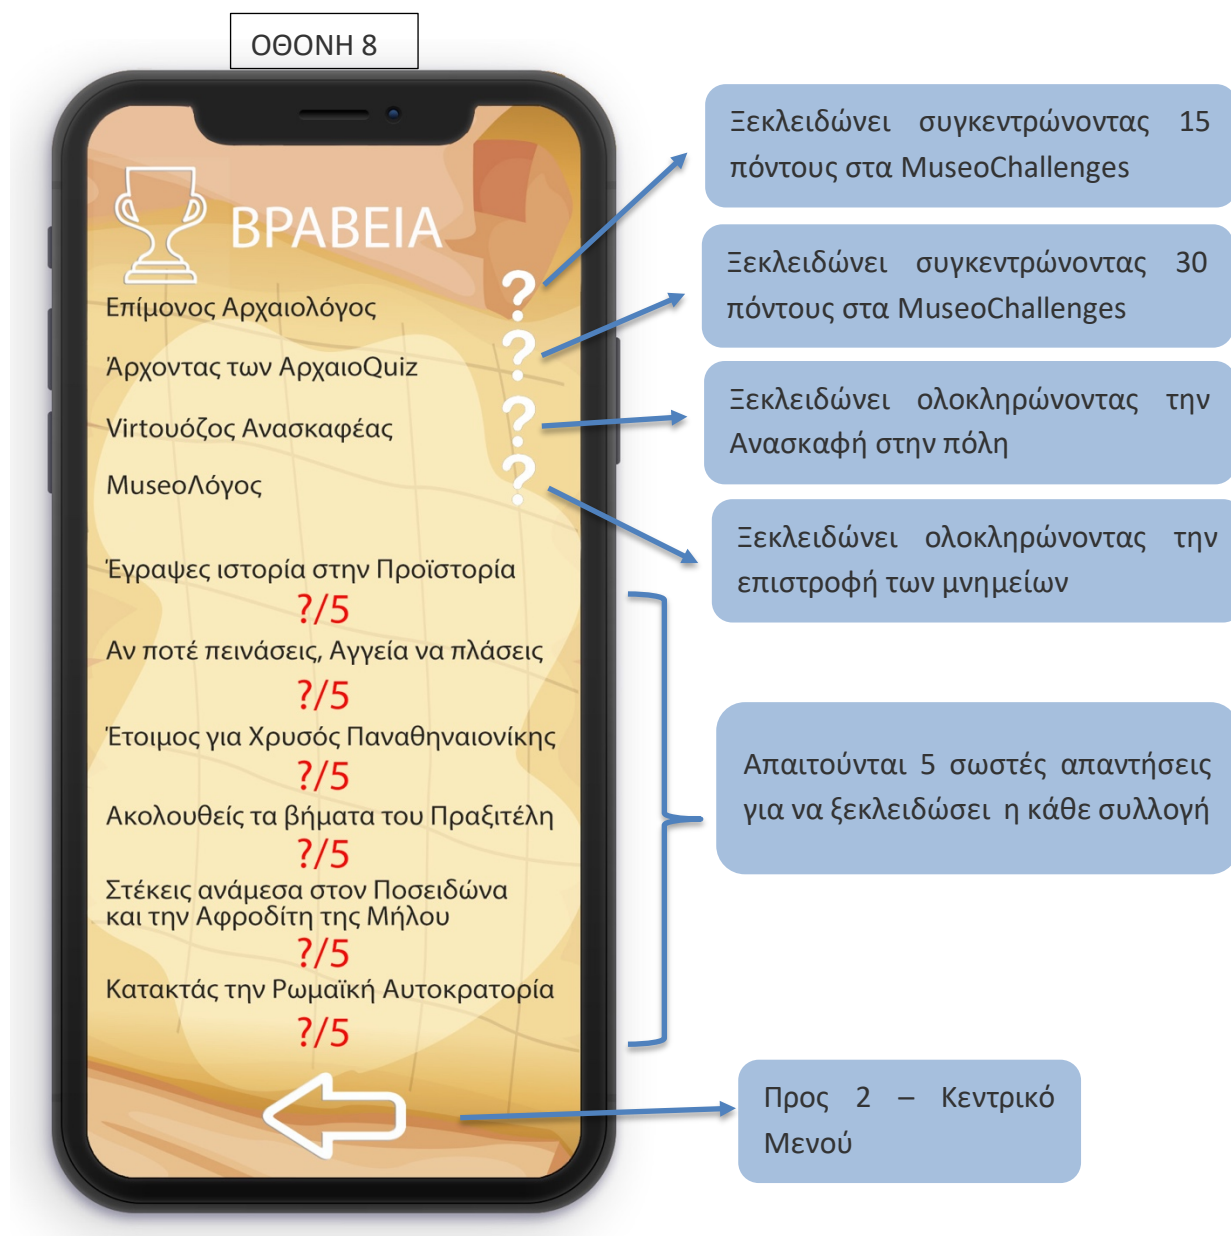 ΟΘΟΝΗ 8
ΒΡΑΒΕΙΑ
Επίμονος Αρχαιολόγος
?
Άρχοντας των ΑρχαιοQuiz
?
Virtουόζος Ανασκαφέας
?
MuseoΛόγος
?
Έγραψες ιστορία στην Προϊστορία
?/5
Αν ποτέ πεινάσεις, Αγγεία να πλάσεις
?/5
Έτοιμος για Χρυσός Παναθηναιονίκης
?/5
Ακολουθείς τα βήματα του Πραξιτέλη
?/5
Στέκεις ανάμεσα στον Ποσειδώνα
και την Αφροδίτη της Μήλου
?/5
Κατακτάς την Ρωμαϊκή Αυτοκρατορία
?/5
Ξεκλειδώνει συγκεντρώνοντας 15
πόντους στα MuseoChallenges
Ξεκλειδώνει συγκεντρώνοντας 30
πόντους στα MuseoChallenges
Ξεκλειδώνει ολοκληρώνοντας την
Ανασκαφή στην πόλη
Ξεκλειδώνει ολοκληρώνοντας την
επιστροφή των μνημείων
Απαιτούνται 5 σωστές απαντήσεις
για να ξεκλειδώσει η κάθε συλλογή
Προς 2 – Κεντρικό
Μενού